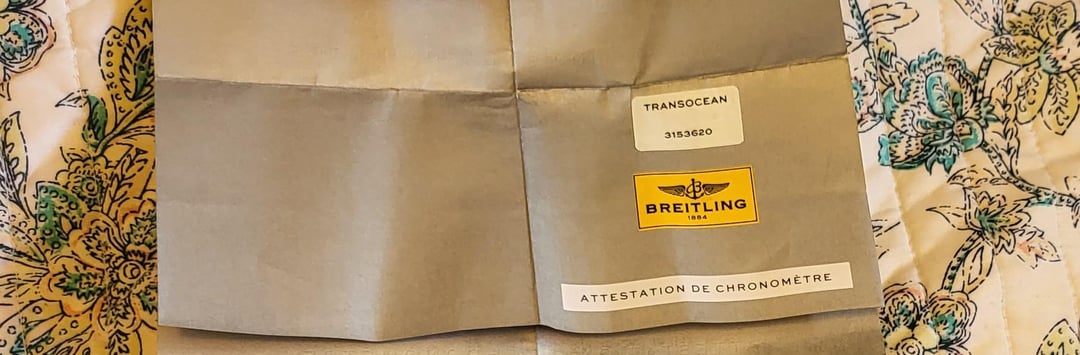 TRANSOCEAN
3153620
BREITLING
1884
ATTESTATION DE CHRONOMÈTRE